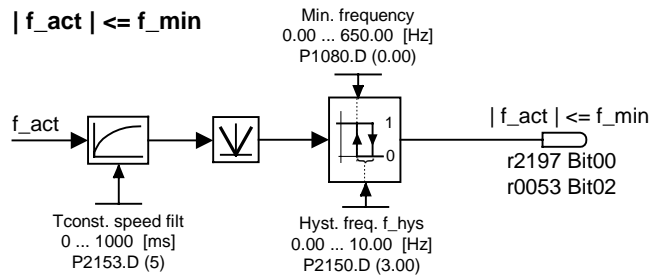 | f_act | <= f_min
Min. frequency
0.00 ... 650.00 [Hz]
P1080.D (0.00)
f_act
1
0
| f_act | <= f_min
r2197 Bit00
r0053 Bit02
Tconst. speed filt
0 ... 1000 [ms]
P2153.D (5)
Hyst. freq. f_hys
0.00 ... 10.00 [Hz]
P2150.D (3.00)